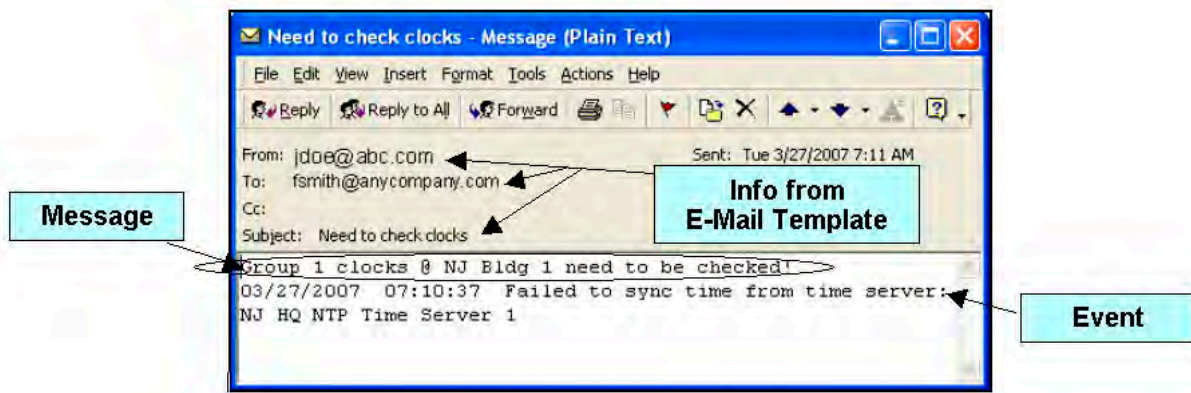 Need to check clocks - Message (Plain Text)
File Edit View Insert Format Tools Actions Help
Reply Reply to All Forward
From: jdoe@abc.com Sent: Tue 3/27/2007 7:11 AM
To: fsmith@anycompany.com
Cc:
Subject: Need to check clocks
Info from
E-Mail Template
Message
Group 1 clocks @ NJ Bldg 1 need to be checked!
03/27/2007 07:10:37 Failed to sync time from time server:
NJ HQ NTP Time Server 1
Event